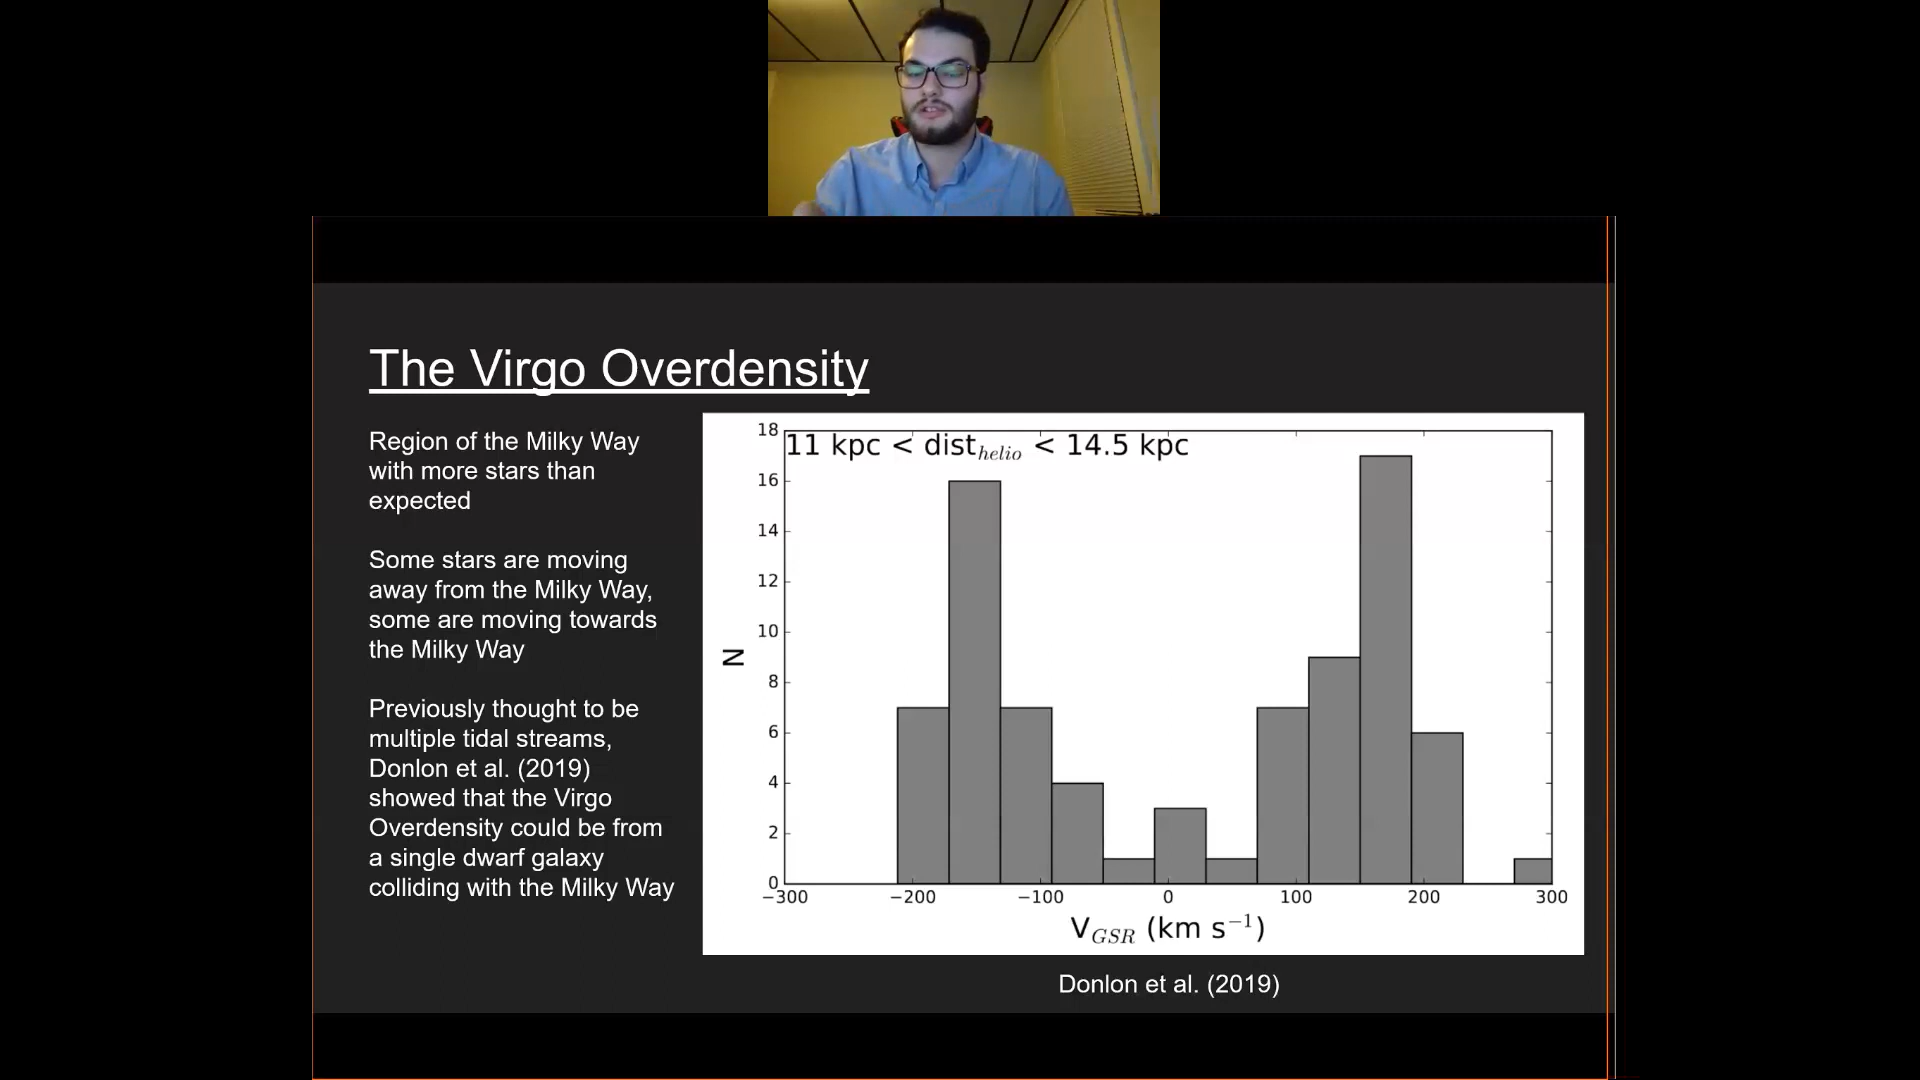 The Virgo Overdensity
Region of the Milky Way
with more stars than
expected
Some stars are moving
away from the Milky Way,
some are moving towards
the Milky Way
Previously thought to be
multiple tidal streams,
Donlon et al. (2019)
showed that the Virgo
Overdensity could be from
a single dwarf galaxy
colliding with the Milky Way
11 kpc < dist_helio < 14.5 kpc
18
16
14
12
10
8
6
4
2
0
N
−300 −200 −100 0 100 200 300
V_GSR (km s⁻¹)
Donlon et al. (2019)